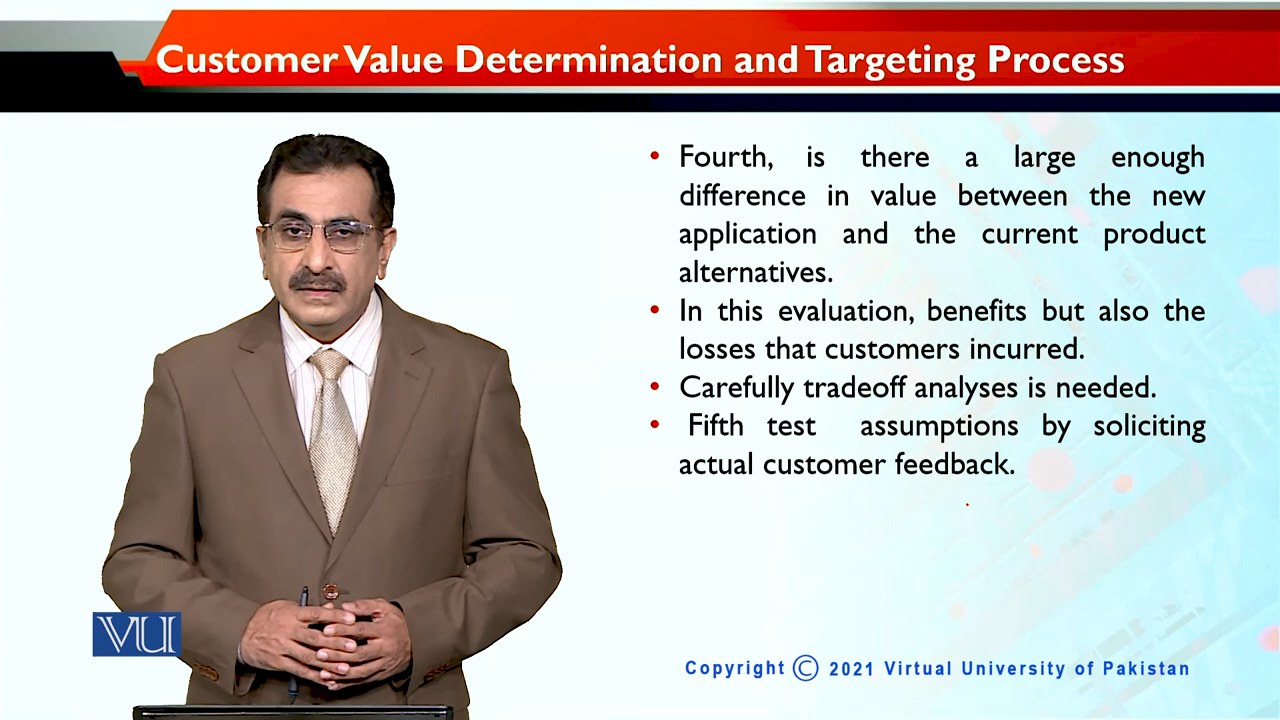 Customer Value Determination and Targeting Process
• Fourth, is there a large enough
difference in value between the new
application and the current product
alternatives.
• In this evaluation, benefits but also the
losses that customers incurred.
• Carefully tradeoff analyses is needed.
• Fifth test assumptions by soliciting
actual customer feedback.
VU
Copyright © 2021 Virtual University of Pakistan